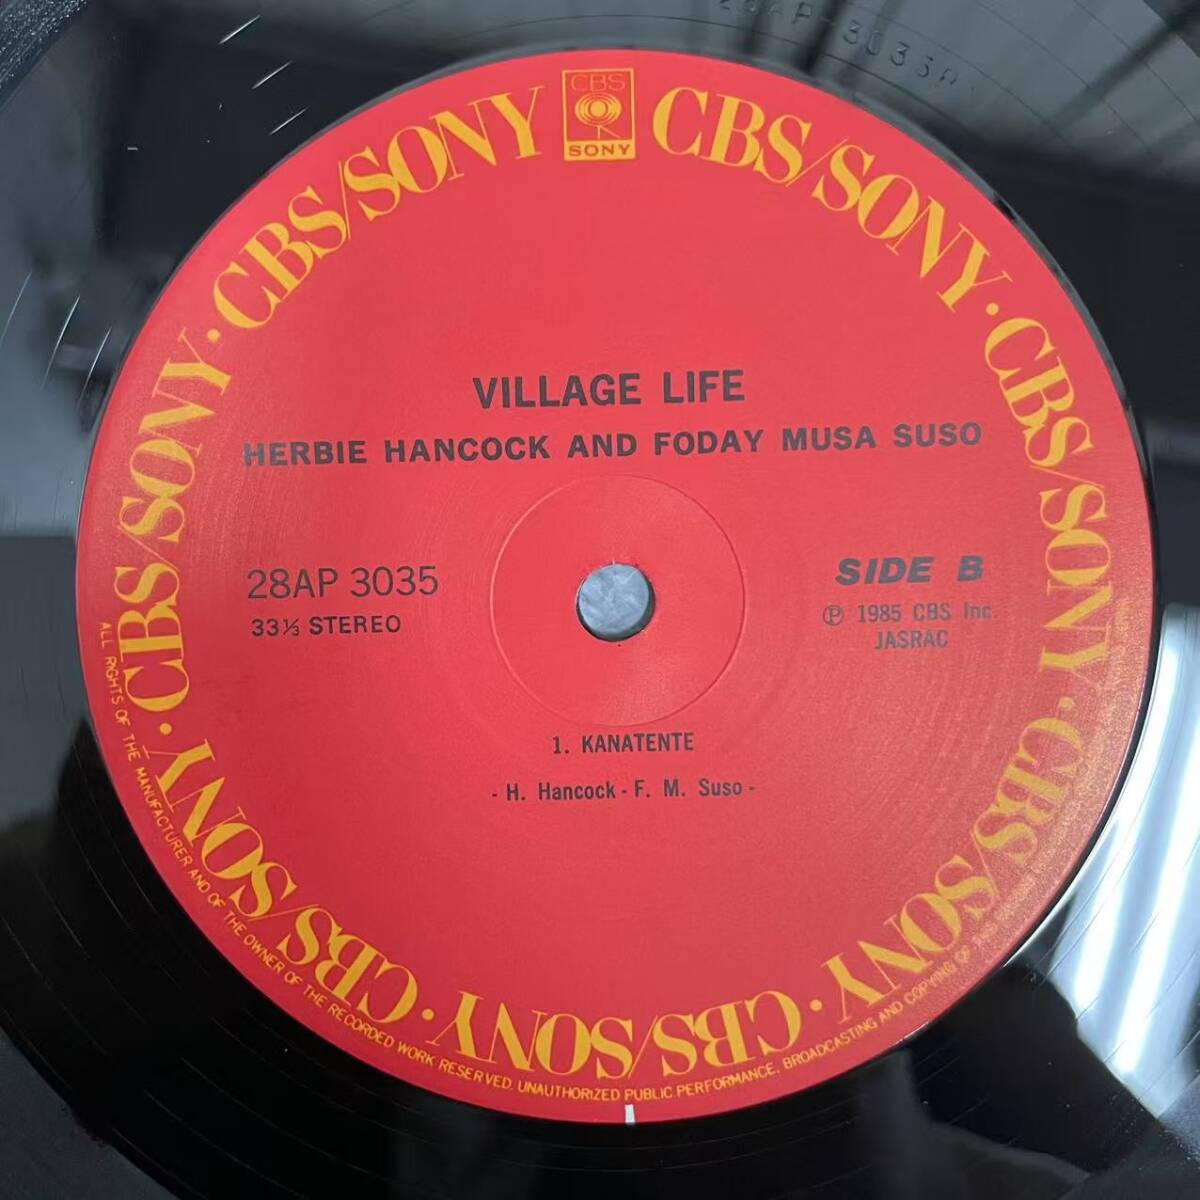 CBS
SONY
CBS/SONY · CBS/SONY · CBS/SONY · CBS/SONY · CBS/SONY · CBS/SONY · CBS/SONY · CBS/SONY
VILLAGE LIFE
HERBIE HANCOCK AND FODAY MUSA SUSO
28AP 3035
33⅓ STEREO
SIDE B
Ⓟ 1985 CBS Inc.
JASRAC
1. KANATENTE
- H. Hancock - F. M. Suso -
ALL RIGHTS OF THE MANUFACTURER AND OF THE OWNER OF THE RECORDED WORK RESERVED. UNAUTHORIZED PUBLIC PERFORMANCE, BROADCASTING AND COPYING OF